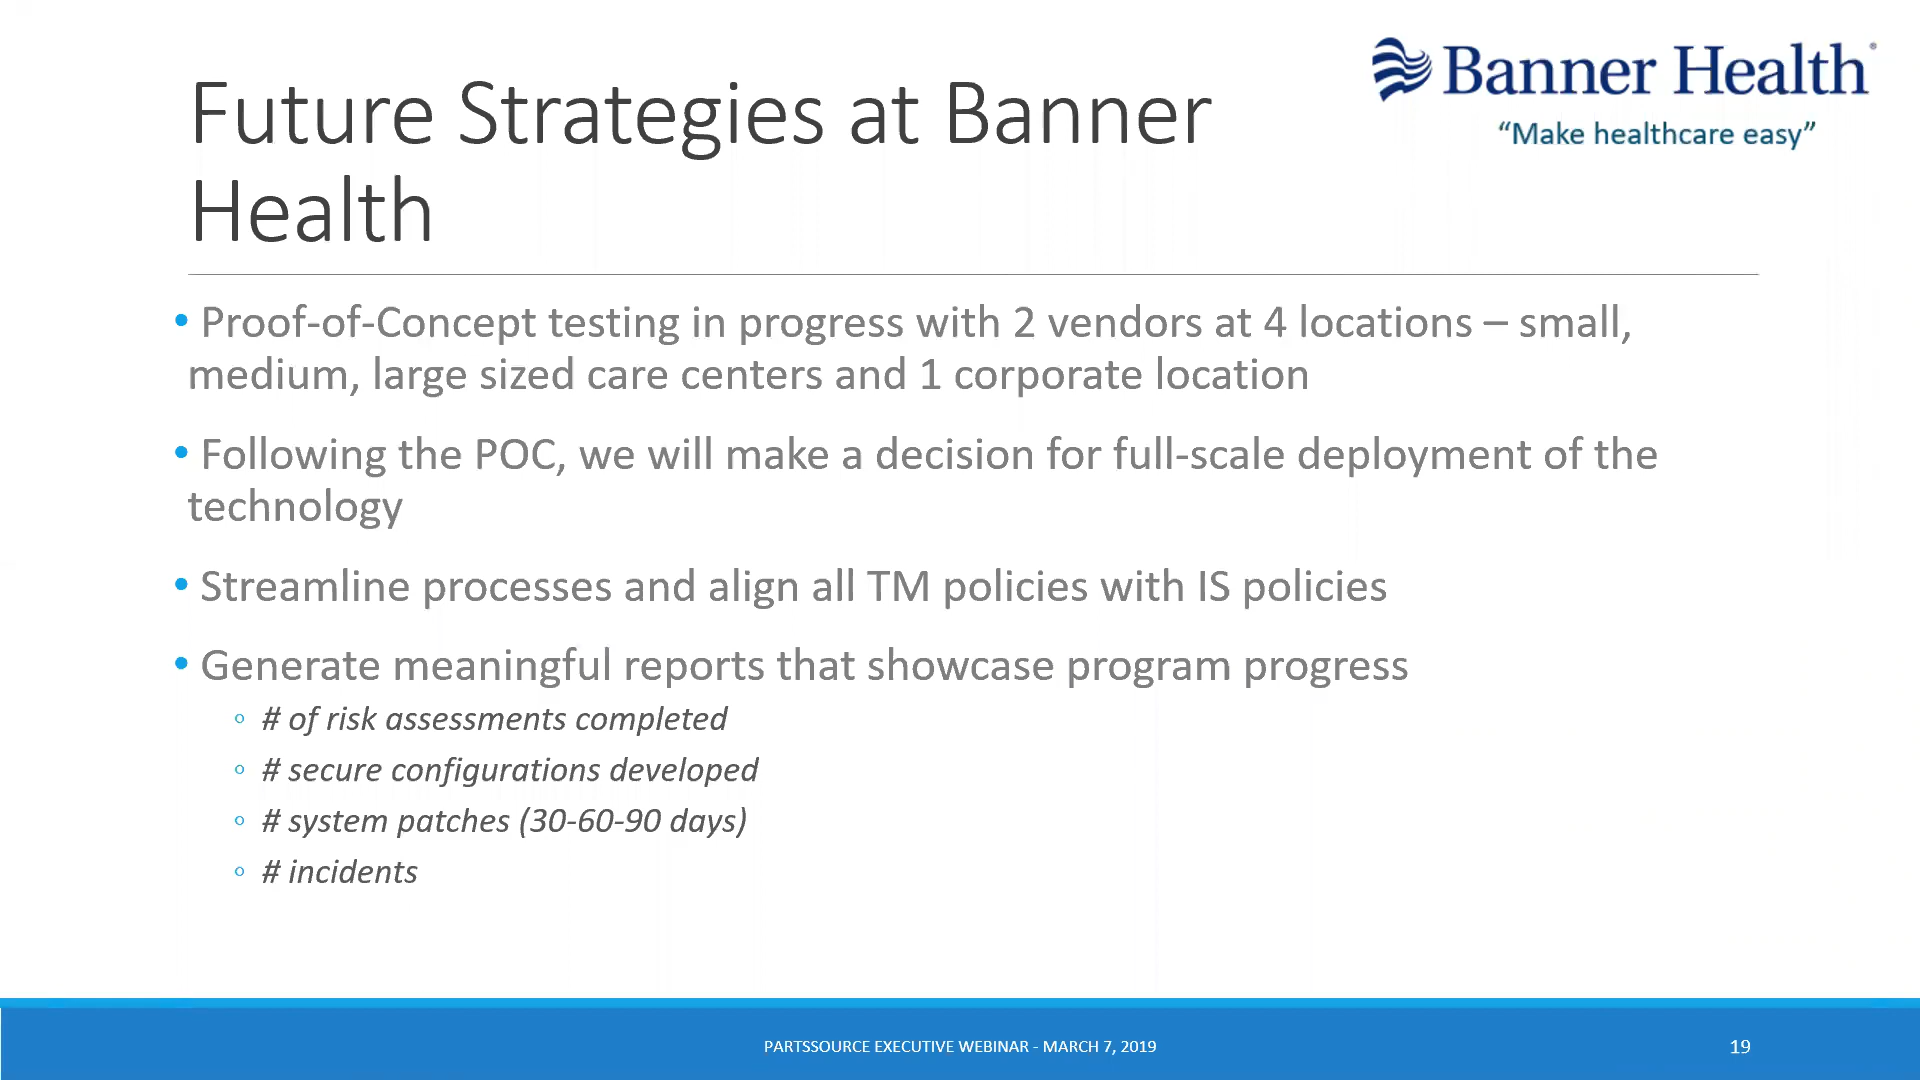 Banner Health®
“Make healthcare easy”
Future Strategies at Banner
Health
• Proof-of-Concept testing in progress with 2 vendors at 4 locations – small,
medium, large sized care centers and 1 corporate location
• Following the POC, we will make a decision for full-scale deployment of the
technology
• Streamline processes and align all TM policies with IS policies
• Generate meaningful reports that showcase program progress
◦ # of risk assessments completed
◦ # secure configurations developed
◦ # system patches (30-60-90 days)
◦ # incidents
PARTSSOURCE EXECUTIVE WEBINAR - MARCH 7, 2019
19